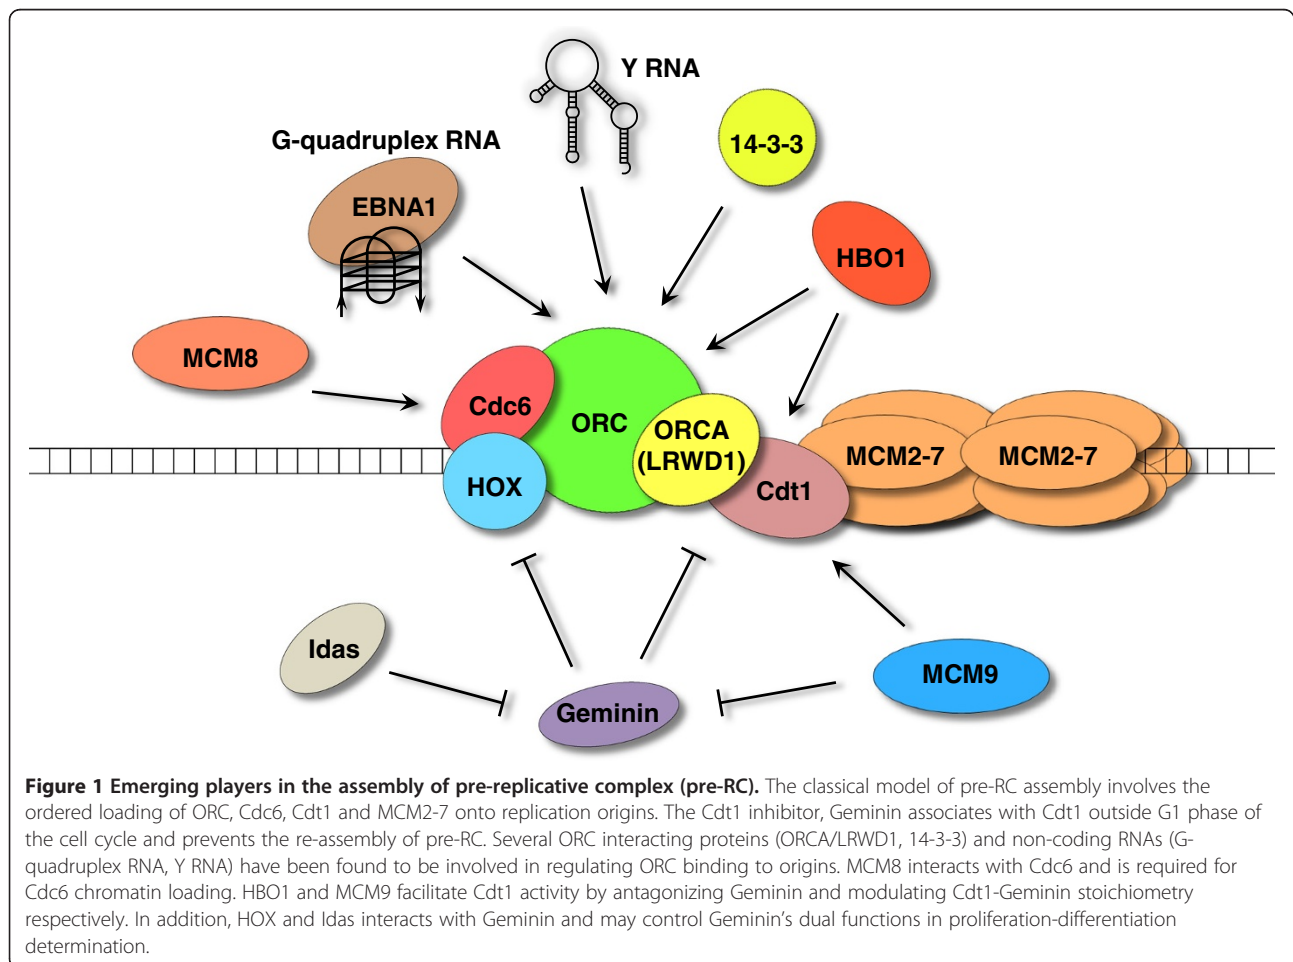 Y RNA
14-3-3
G-quadruplex RNA
EBNA1
HBO1
MCM8
Cdc6
ORC
ORCA
(LRWD1)
MCM2-7
MCM2-7
HOX
Cdt1
Idas
MCM9
Geminin
Figure 1 Emerging players in the assembly of pre-replicative complex (pre-RC). The classical model of pre-RC assembly involves the
ordered loading of ORC, Cdc6, Cdt1 and MCM2-7 onto replication origins. The Cdt1 inhibitor, Geminin associates with Cdt1 outside G1 phase of
the cell cycle and prevents the re-assembly of pre-RC. Several ORC interacting proteins (ORCA/LRWD1, 14-3-3) and non-coding RNAs (G-
quadruplex RNA, Y RNA) have been found to be involved in regulating ORC binding to origins. MCM8 interacts with Cdc6 and is required for
Cdc6 chromatin loading. HBO1 and MCM9 facilitate Cdt1 activity by antagonizing Geminin and modulating Cdt1-Geminin stoichiometry
respectively. In addition, HOX and Idas interacts with Geminin and may control Geminin's dual functions in proliferation-differentiation
determination.